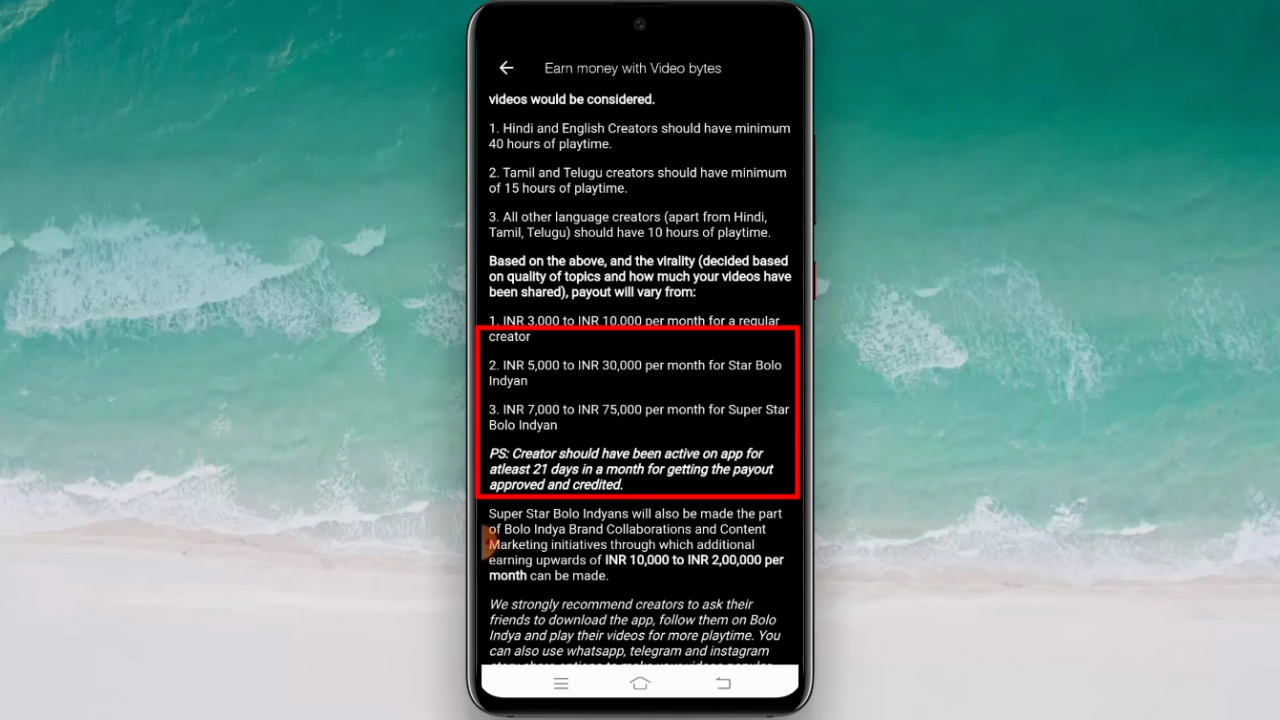 Earn money with Video bytes
videos would be considered.
1. Hindi and English Creators should have minimum
40 hours of playtime.
2. Tamil and Telugu creators should have minimum
of 15 hours of playtime.
3. All other language creators (apart from Hindi,
Tamil, Telugu) should have 10 hours of playtime.
Based on the above, and the virality (decided based
on quality of topics and how much your videos have
been shared), payout will vary from:
1. INR 3,000 to INR 10,000 per month for a regular
creator
2. INR 5,000 to INR 30,000 per month for Star Bolo
Indyan
3. INR 7,000 to INR 75,000 per month for Super Star
Bolo Indyan
PS: Creator should have been active on app for
atleast 21 days in a month for getting the payout
approved and credited.
Super Star Bolo Indyans will also be made the part
of Bolo Indya Brand Collaborations and Content
Marketing initiatives through which additional
earning upwards of INR 10,000 to INR 2,00,000 per
month can be made.
We strongly recommend creators to ask their
friends to download the app, follow them on Bolo
Indya and play their videos for more playtime. You
can also use whatsapp, telegram and instagram